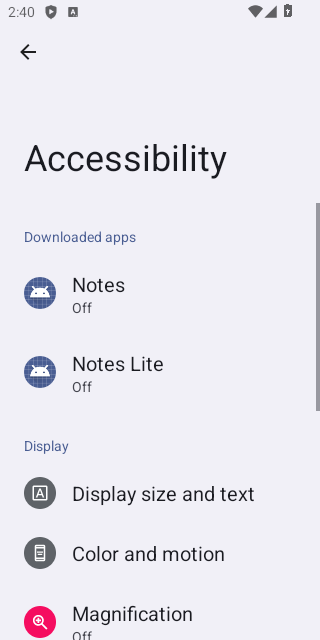 2:40
Accessibility
Downloaded apps
Notes
Off
Notes Lite
Off
Display
Display size and text
Color and motion
Magnification
Off